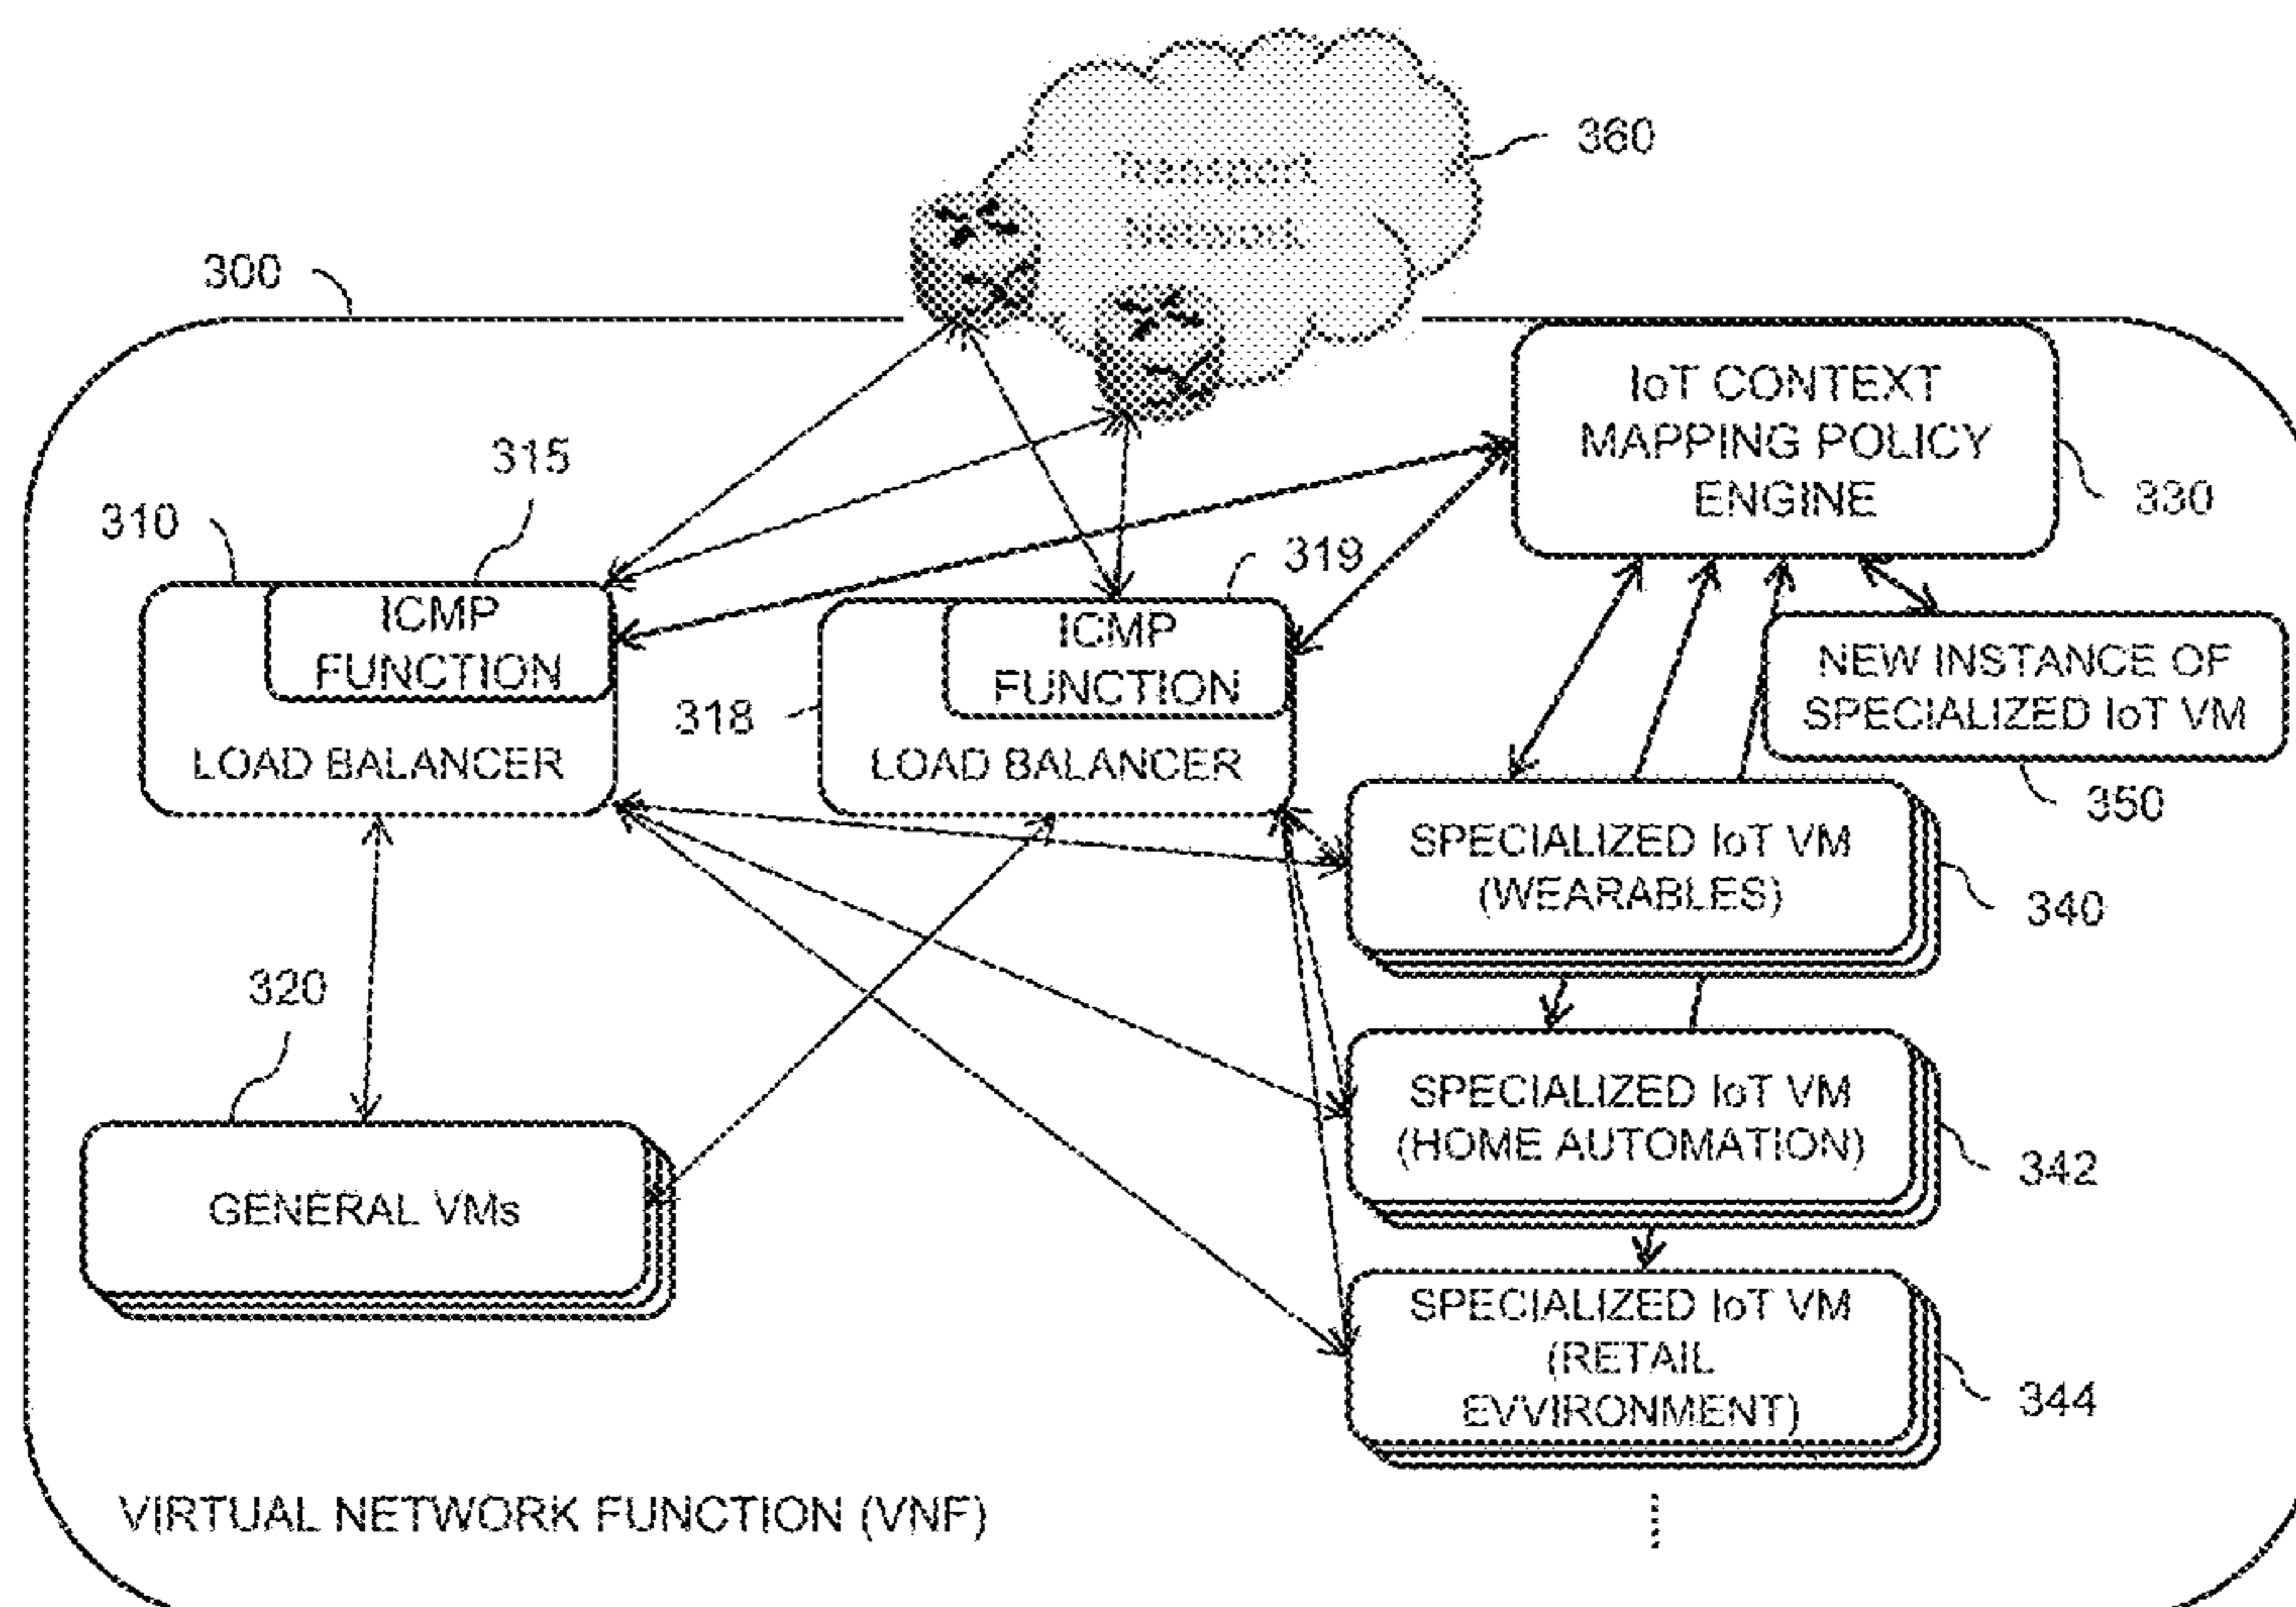 Transport
Network
360
300
IoT CONTEXT
MAPPING POLICY
ENGINE
330
315
310
319
ICMP
FUNCTION
LOAD BALANCER
318
ICMP
FUNCTION
LOAD BALANCER
NEW INSTANCE OF
SPECIALIZED IoT VM
350
SPECIALIZED IoT VM
(WEARABLES)
340
320
GENERAL VMs
SPECIALIZED IoT VM
(HOME AUTOMATION)
342
SPECIALIZED IoT VM
(RETAIL
EVVIRONMENT)
344
VIRTUAL NETWORK FUNCTION (VNF)